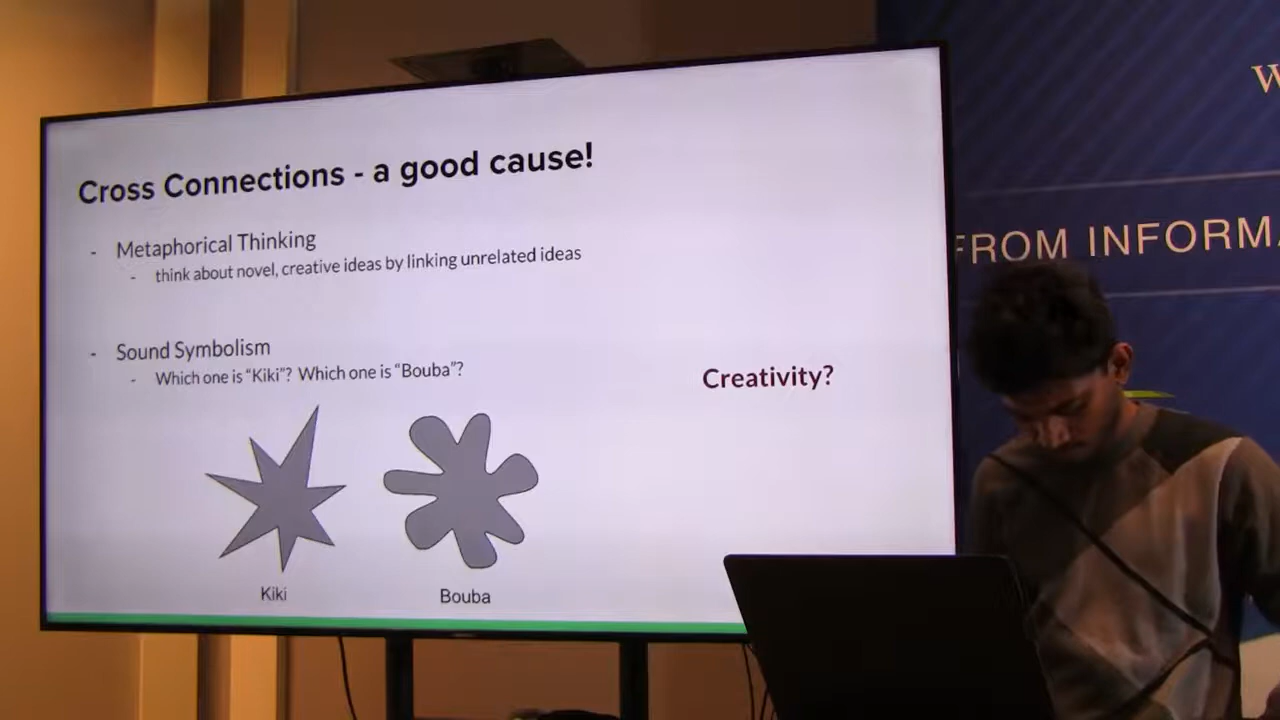 Cross Connections - a good cause!
- Metaphorical Thinking
- think about novel, creative ideas by linking unrelated ideas
- Sound Symbolism
- Which one is “Kiki”? Which one is “Bouba”?
Creativity?
Kiki
Bouba
W
FROM INFORMA